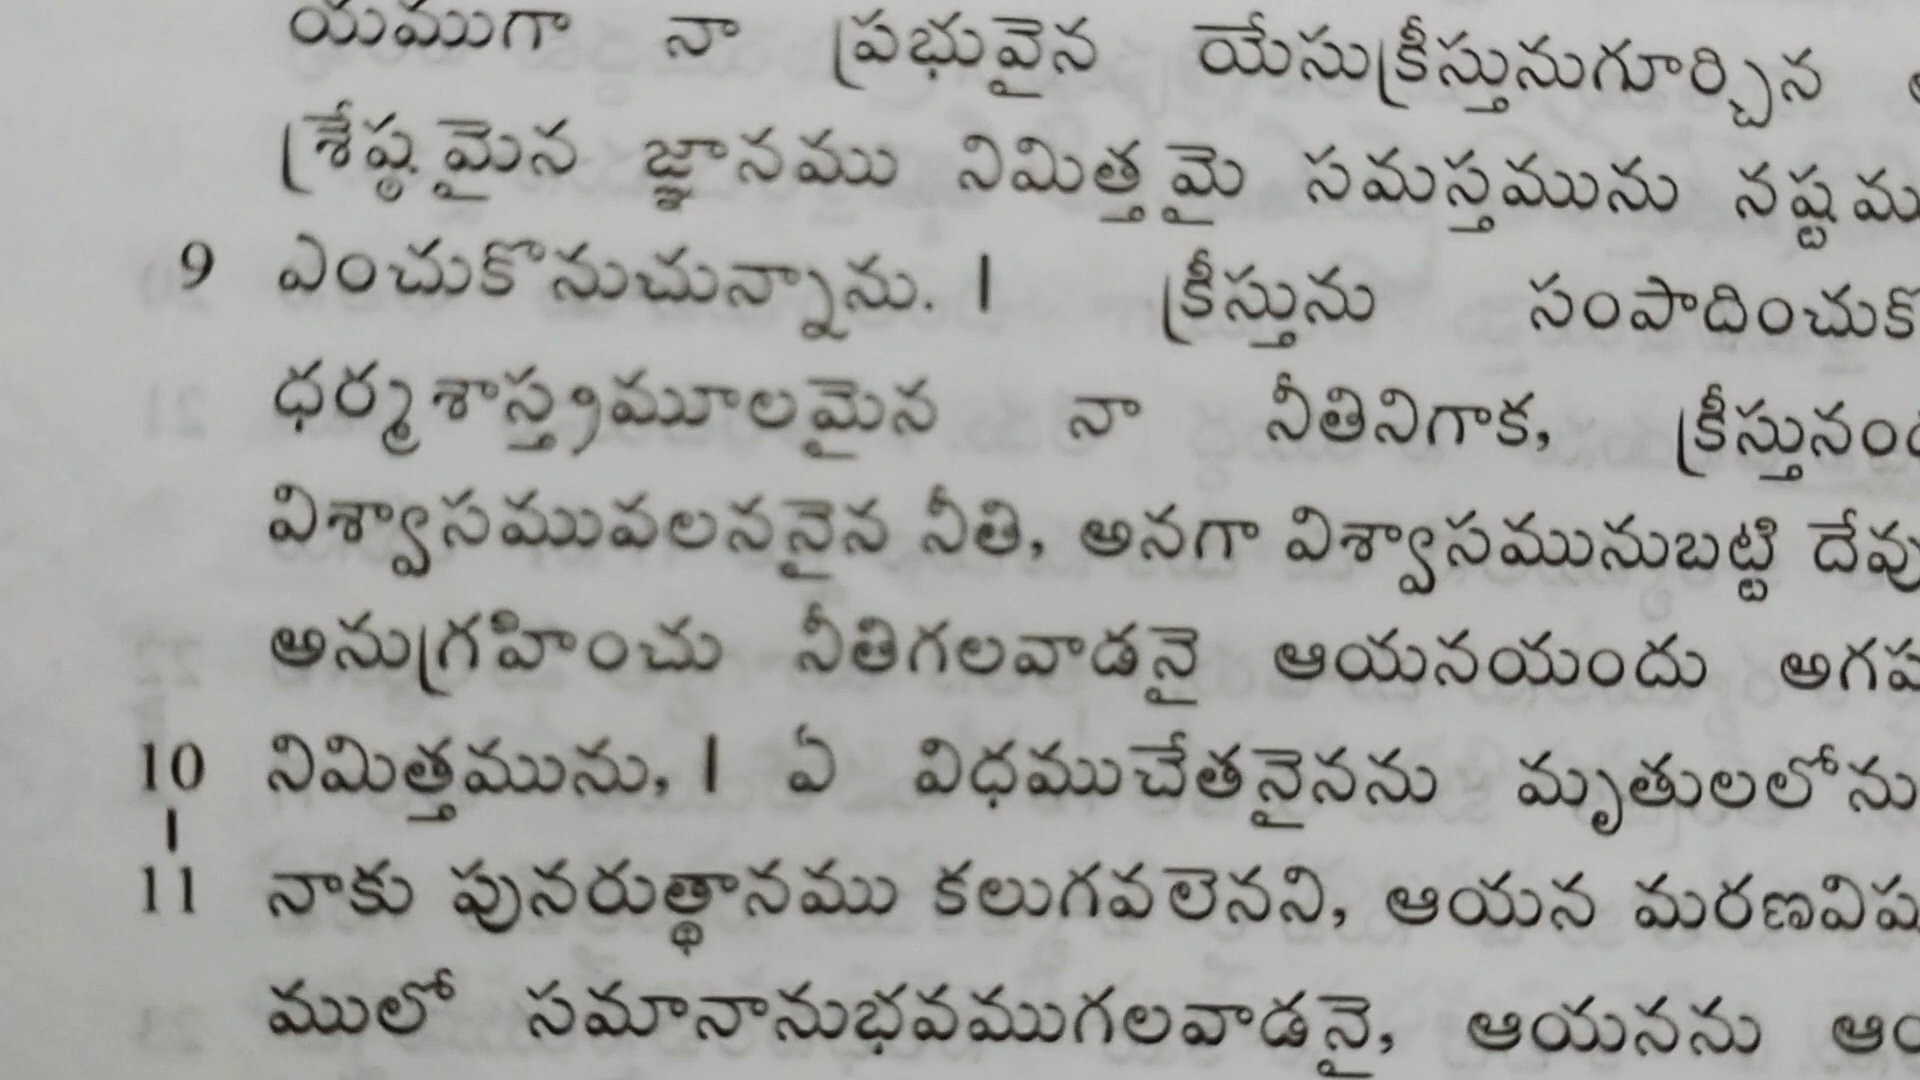 యముగా నా ప్రభువైన యేసుక్రీస్తునుగూర్చిన
శ్రేష్ఠమైన జ్ఞానము నిమిత్తమై సమస్తమును నష్టమ
9 ఎంచుకొనుచున్నాను. | క్రీస్తును సంపాదించుకొ
ధర్మశాస్త్రమూలమైన నా నీతినిగాక, క్రీస్తునంద
విశ్వాసమువలననైన నీతి, అనగా విశ్వాసమునుబట్టి దేవు
అనుగ్రహించు నీతిగలవాడనై ఆయనయందు అగప
10 నిమిత్తమును, | ఏ విధముచేతనైనను మృతులలోను
11 నాకు పునరుత్థానము కలుగవలెనని, ఆయన మరణవిష
ములో సమానానుభవముగలవాడనై, ఆయనను ఆ